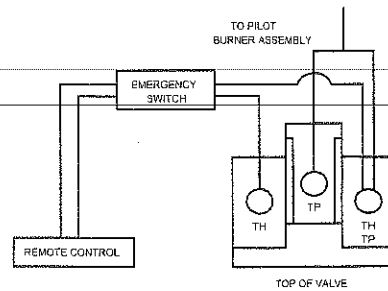 TO PILOT
BURNER ASSEMBLY
EMERGENCY
SWITCH
TP
TH
TH
TP
REMOTE CONTROL
TOP OF VALVE